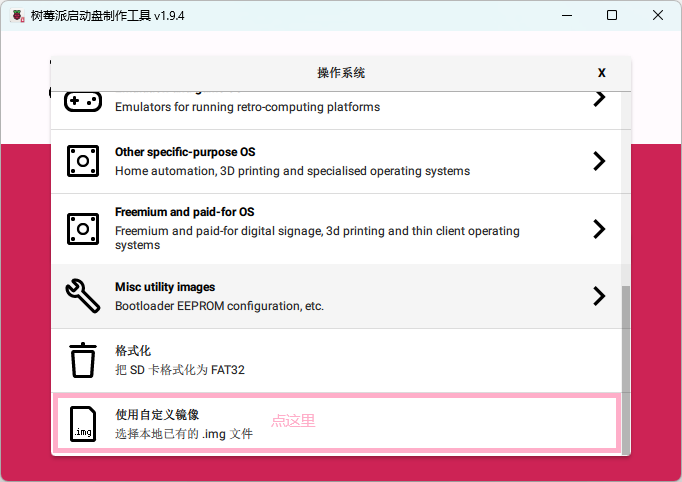 树莓派启动盘制作工具 v1.9.4
操作系统
X
Emulators for running retro-computing platforms
Other specific-purpose OS
Home automation, 3D printing and specialised operating systems
Freemium and paid-for OS
Freemium and paid-for digital signage, 3d printing and thin client operating
systems
Misc utility images
Bootloader EEPROM configuration, etc.
格式化
把 SD 卡格式化为 FAT32
.img
使用自定义镜像
选择本地已有的 .img 文件
点这里